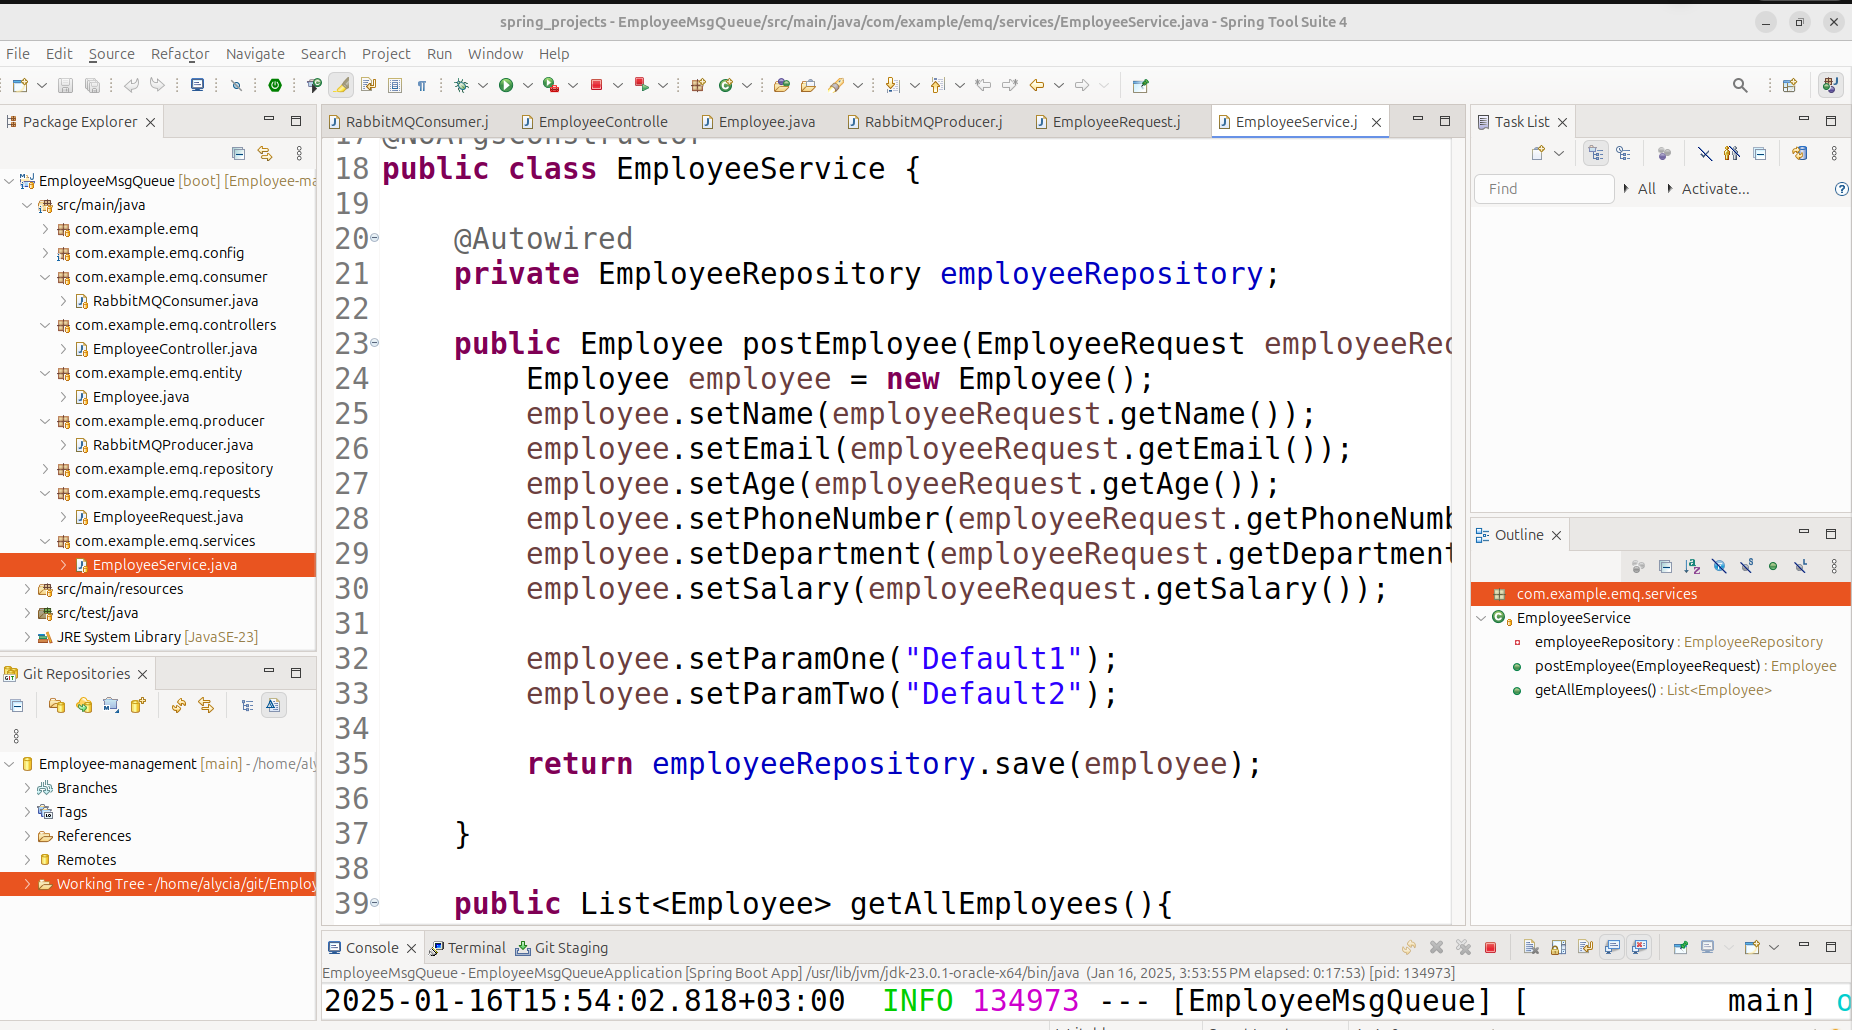 spring_projects - EmployeeMsgQueue/src/main/java/com/example/emq/services/EmployeeService.java - Spring Tool Suite 4
File Edit Source Refactor Navigate Search Project Run Window Help
Package Explorer
EmployeeMsgQueue [boot] [Employee-ma
src/main/java
com.example.emq
com.example.emq.config
com.example.emq.consumer
RabbitMQConsumer.java
com.example.emq.controllers
EmployeeController.java
com.example.emq.entity
Employee.java
com.example.emq.producer
RabbitMQProducer.java
com.example.emq.repository
com.example.emq.requests
EmployeeRequest.java
com.example.emq.services
EmployeeService.java
src/main/resources
src/test/java
JRE System Library [JavaSE-23]
Git Repositories
Employee-management [main] - /home/aly
Branches
Tags
References
Remotes
Working Tree - /home/alycia/git/Employ
RabbitMQConsumer.j EmployeeControlle Employee.java RabbitMQProducer.j EmployeeRequest.j EmployeeService.j
17 @NoArgsConstructor
18 public class EmployeeService {
19
20 @Autowired
21 private EmployeeRepository employeeRepository;
22
23 public Employee postEmployee(EmployeeRequest employeeReq
24 Employee employee = new Employee();
25 employee.setName(employeeRequest.getName());
26 employee.setEmail(employeeRequest.getEmail());
27 employee.setAge(employeeRequest.getAge());
28 employee.setPhoneNumber(employeeRequest.getPhoneNumb
29 employee.setDepartment(employeeRequest.getDepartment
30 employee.setSalary(employeeRequest.getSalary());
31
32 employee.setParamOne("Default1");
33 employee.setParamTwo("Default2");
34
35 return employeeRepository.save(employee);
36
37 }
38
39 public List<Employee> getAllEmployees(){
Console Terminal Git Staging
EmployeeMsgQueue - EmployeeMsgQueueApplication [Spring Boot App] /usr/lib/jvm/jdk-23.0.1-oracle-x64/bin/java (Jan 16, 2025, 3:53:55 PM elapsed: 0:17:53) [pid: 134973]
2025-01-16T15:54:02.818+03:00 INFO 134973 --- [EmployeeMsgQueue] [ main] o
Task List
Find All Activate...
Outline
com.example.emq.services
EmployeeService
employeeRepository : EmployeeRepository
postEmployee(EmployeeRequest) : Employee
getAllEmployees() : List<Employee>